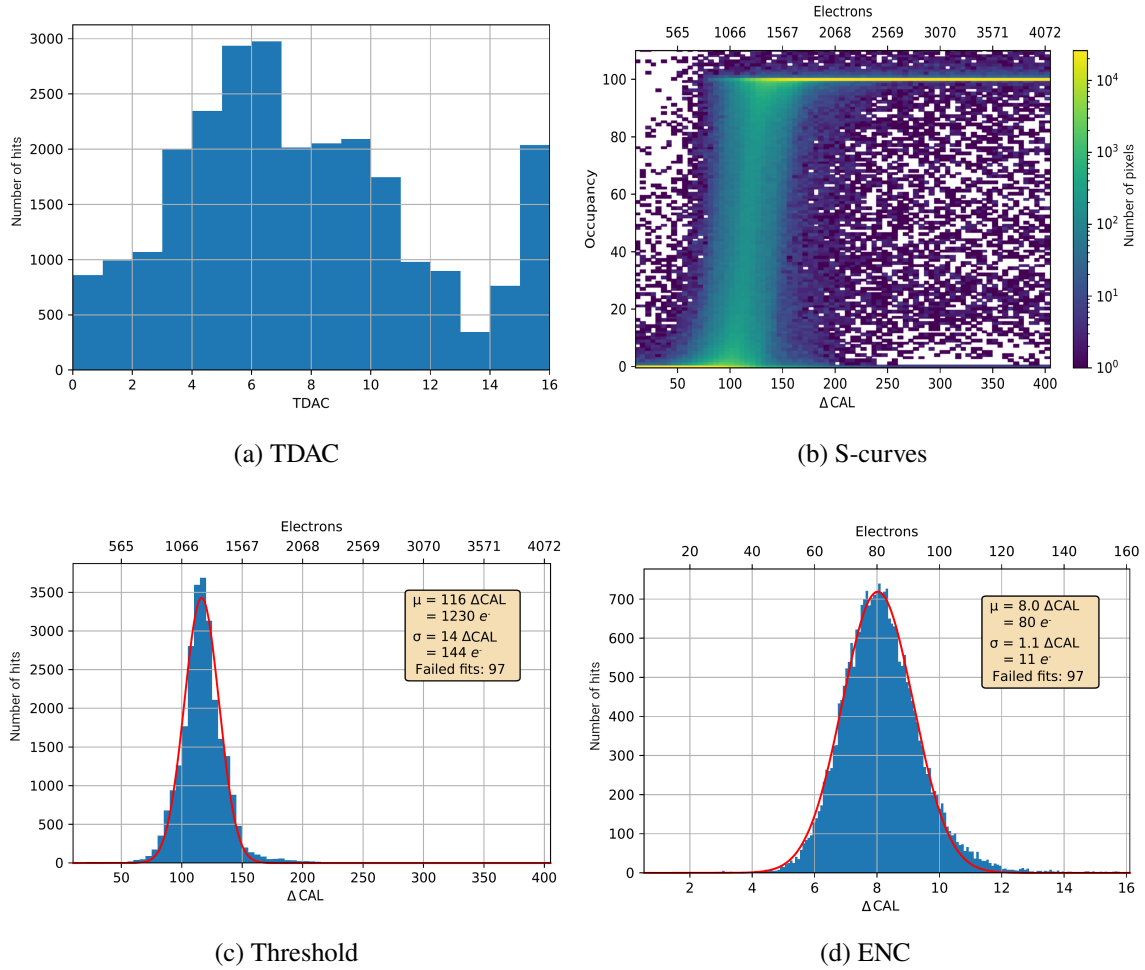 3000
2500
2000
1500
1000
500
0
Number of hits
0 2 4 6 8 10 12 14 16
TDAC
(a) TDAC
Electrons
565 1066 1567 2068 2569 3070 3571 4072
100
80
60
40
20
0
Occupancy
50 100 150 200 250 300 350 400
Δ CAL
10⁴
10³
10²
10¹
10⁰
Number of pixels
(b) S-curves
Electrons
565 1066 1567 2068 2569 3070 3571 4072
3500
3000
2500
2000
1500
1000
500
0
Number of hits
μ = 116 ΔCAL
= 1230 e⁻
σ = 14 ΔCAL
= 144 e⁻
Failed fits: 97
50 100 150 200 250 300 350 400
Δ CAL
(c) Threshold
Electrons
20 40 60 80 100 120 140 160
700
600
500
400
300
200
100
0
Number of hits
μ = 8.0 ΔCAL
= 80 e⁻
σ = 1.1 ΔCAL
= 11 e⁻
Failed fits: 97
2 4 6 8 10 12 14 16
Δ CAL
(d) ENC